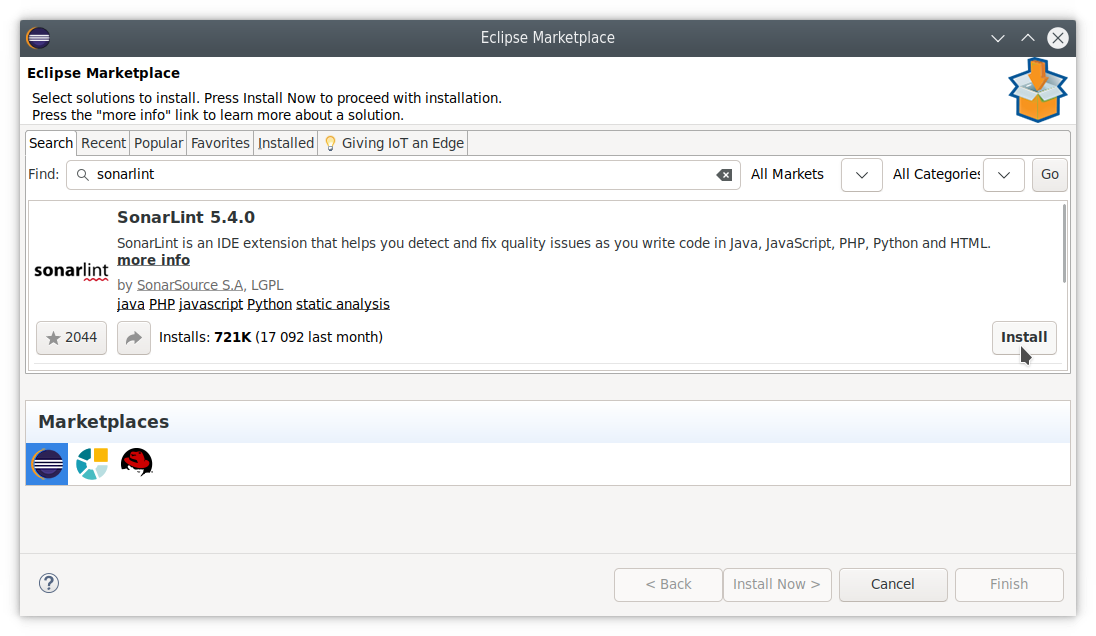 Eclipse Marketplace
Eclipse Marketplace
Select solutions to install. Press Install Now to proceed with installation.
Press the "more info" link to learn more about a solution.
Search Recent Popular Favorites Installed Giving IoT an Edge
Find: sonarlint All Markets All Categories Go
SonarLint 5.4.0
SonarLint is an IDE extension that helps you detect and fix quality issues as you write code in Java, JavaScript, PHP, Python and HTML.
more info
sonarlint
by SonarSource S.A, LGPL
java PHP javascript Python static analysis
2044 Installs: 721K (17 092 last month) Install
Marketplaces
? < Back Install Now > Cancel Finish